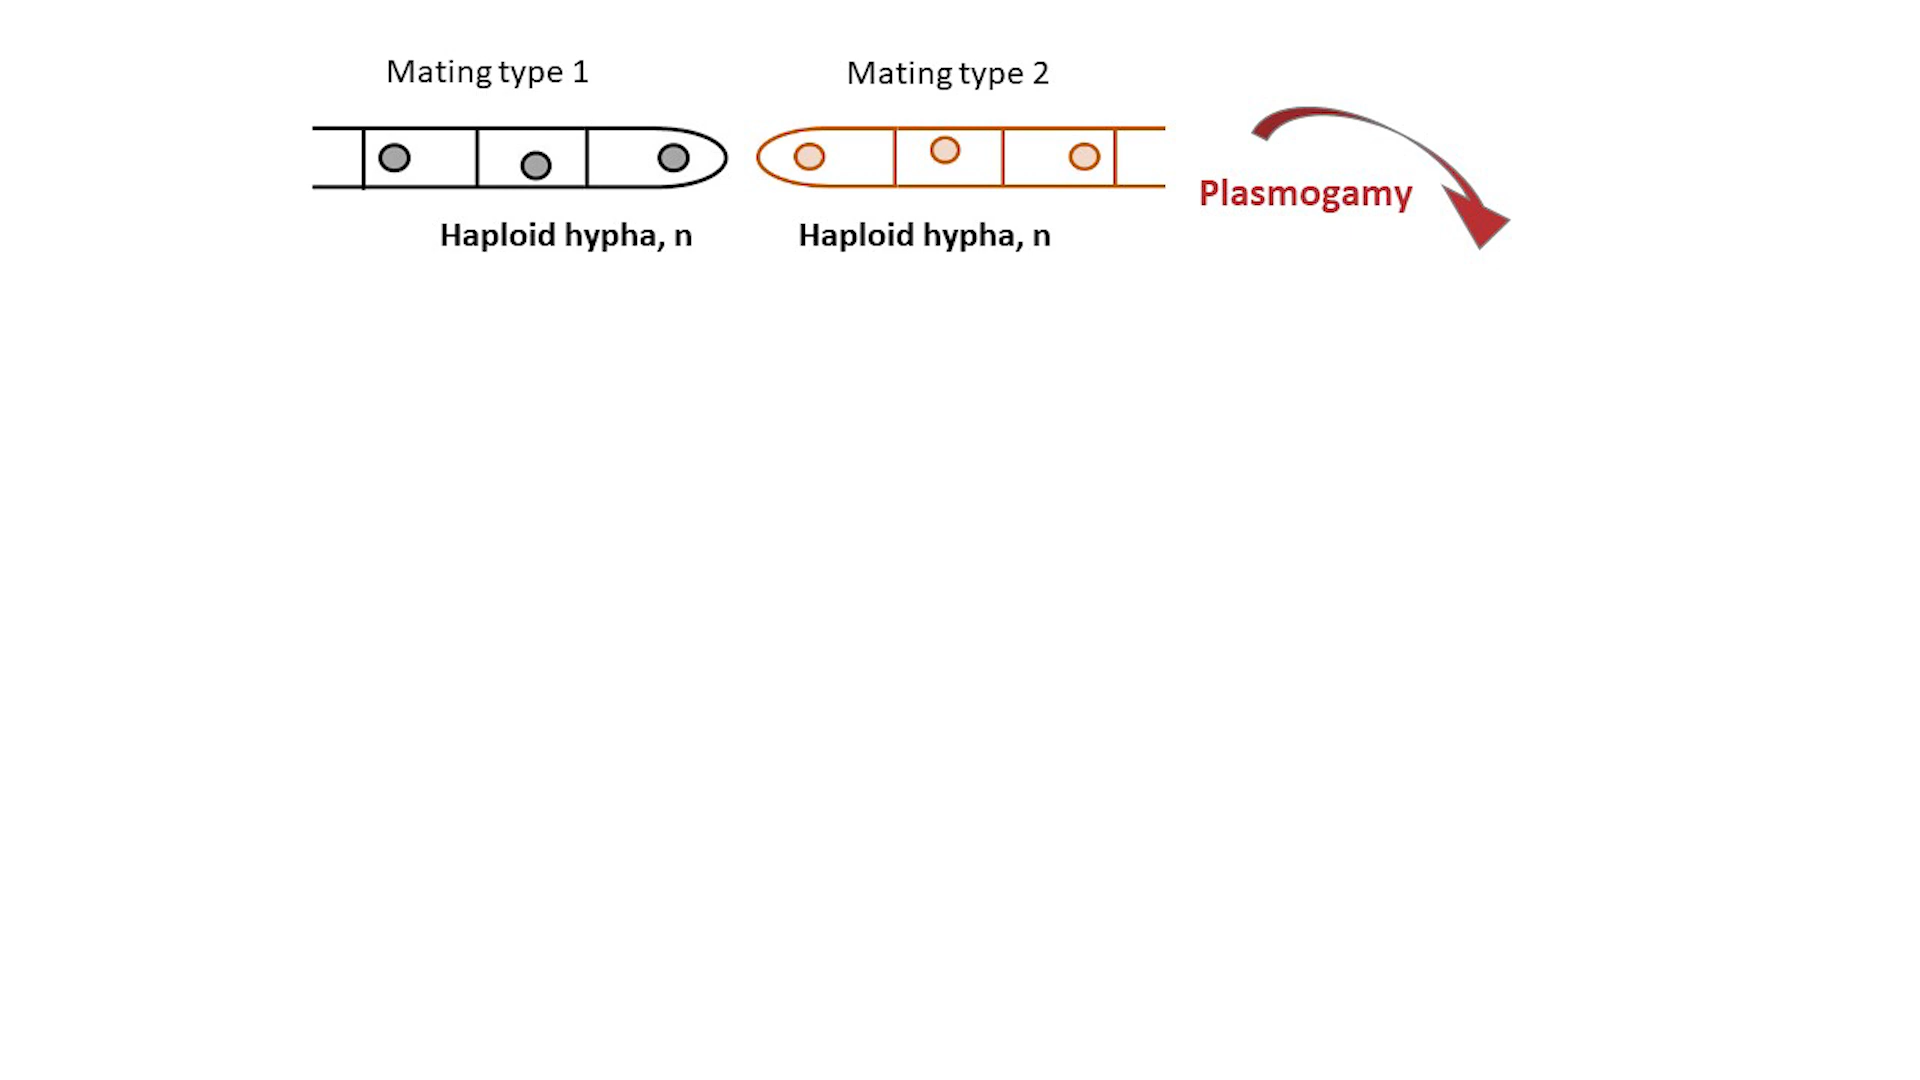 Mating type 1
Mating type 2
Plasmogamy
Haploid hypha, n
Haploid hypha, n